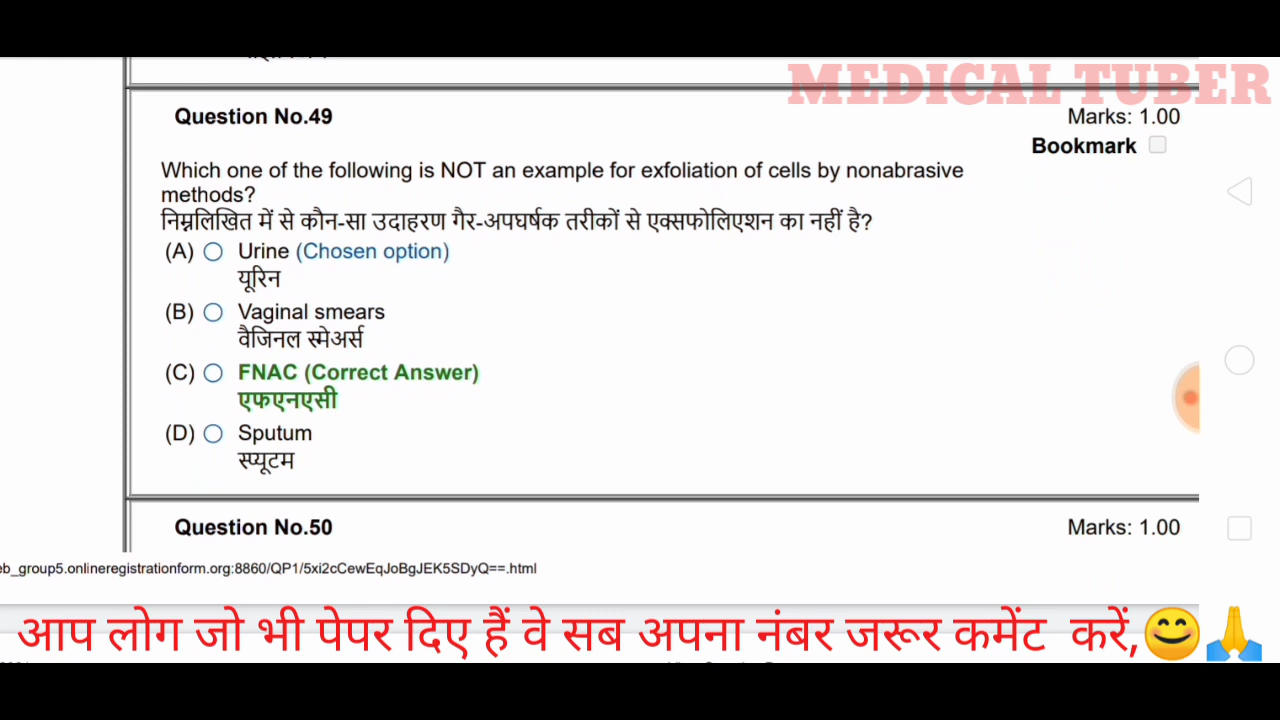 MEDICAL TUBER
Question No.49
Marks: 1.00
Bookmark
Which one of the following is NOT an example for exfoliation of cells by nonabrasive
methods?
निम्नलिखित में से कौन-सा उदाहरण गैर-अपघर्षक तरीकों से एक्सफोलिएशन का नहीं है?
(A) Urine (Chosen option)
यूरिन
(B) Vaginal smears
वैजिनल स्मेअर्स
(C) FNAC (Correct Answer)
एफएनएसी
(D) Sputum
स्प्यूटम
Question No.50
Marks: 1.00
eb_group5.onlineregistrationform.org:8860/QP1/5xi2cCewEqJoBgJEK5SDyQ==.html
आप लोग जो भी पेपर दिए हैं वे सब अपना नंबर जरूर कमेंट करें,😊🙏